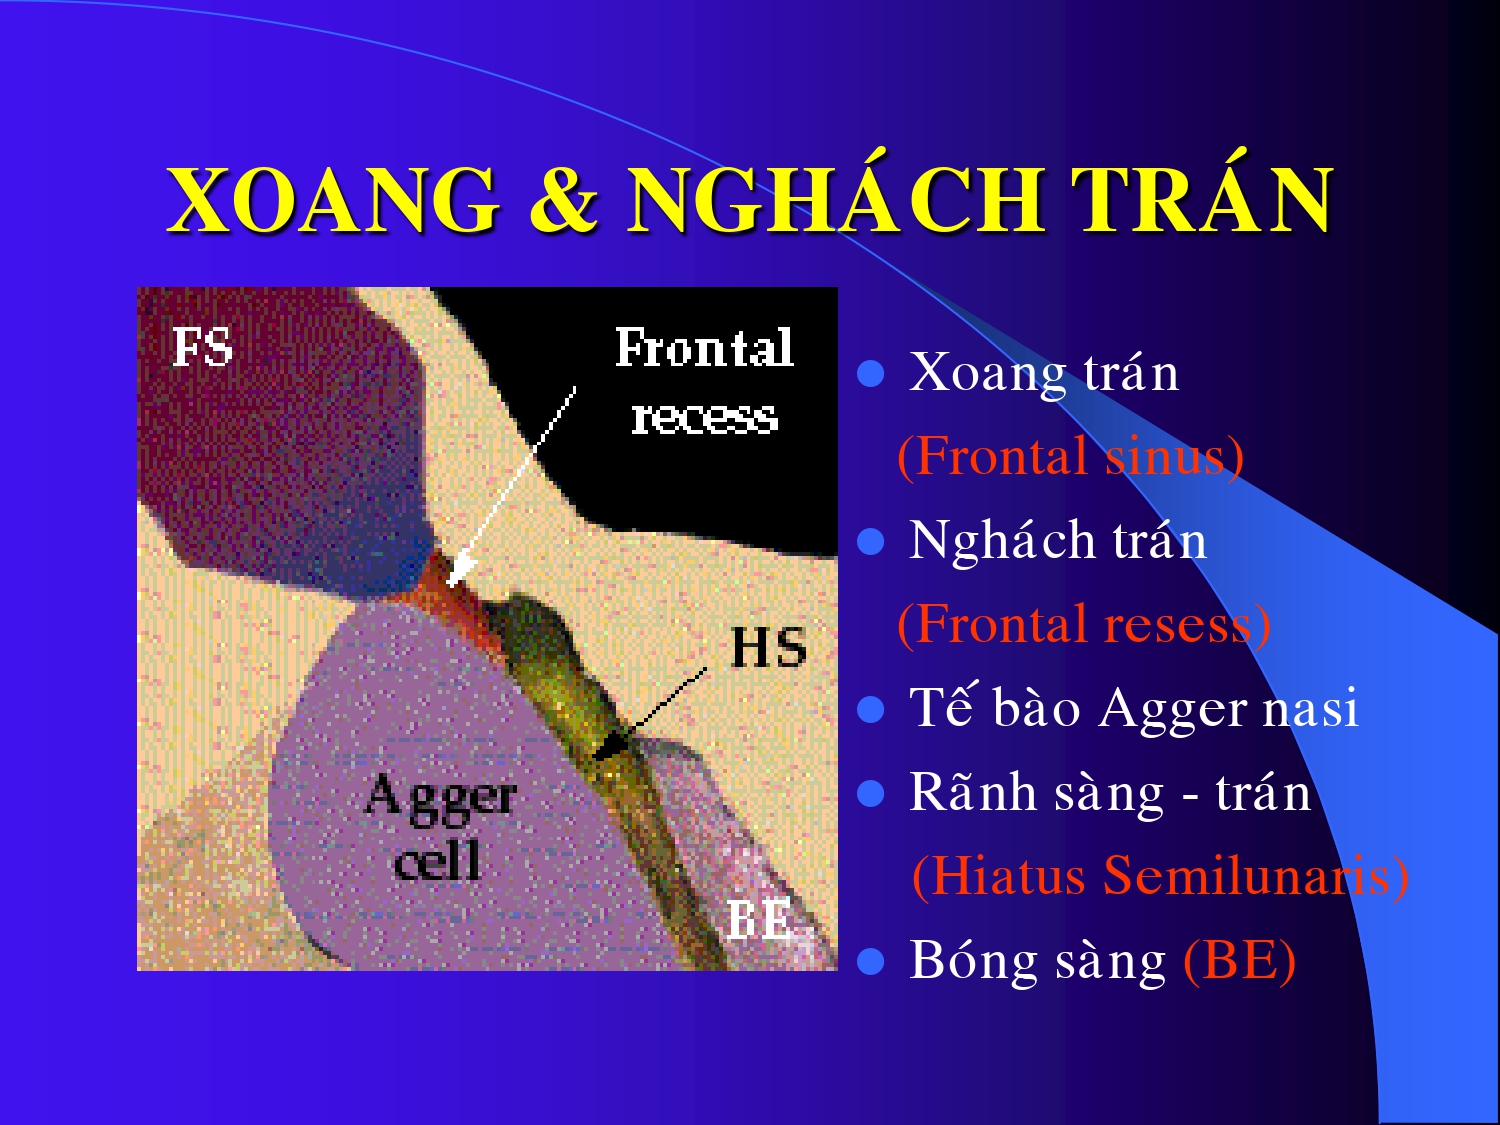 XOANG & NGHÁCH TRÁN
FS
Frontal
recess
HS
Agger
cell
BE
Xoang trán
(Frontal sinus)
Nghách trán
(Frontal resess)
Tế bào Agger nasi
Rãnh sàng - trán
(Hiatus Semilunaris)
Bóng sàng (BE)